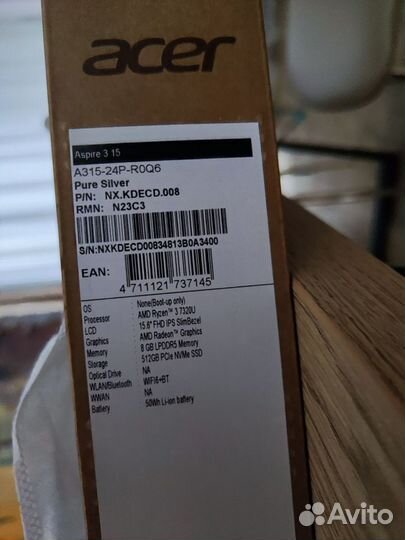 acer
Aspire 3 15
A315-24P-R0Q6
Pure Silver
P/N: NX.KDECD.008
RMN: N23C3
S/N:NXKDECD00834813B0A3400
EAN:
4 711121 737145
OS : None(Boot-up only)
Processor : AMD Ryzen™ 3 7320U
LCD : 15.6" FHD IPS SlimBezel
Graphics : AMD Radeon™ Graphics
Memory : 8 GB LPDDR5 Memory
Storage : 512GB PCIe NVMe SSD
Optical Drive : NA
WLAN/Bluetooth : WIFI6+BT
WWAN : NA
Battery : 50Wh Li-ion battery
Avito